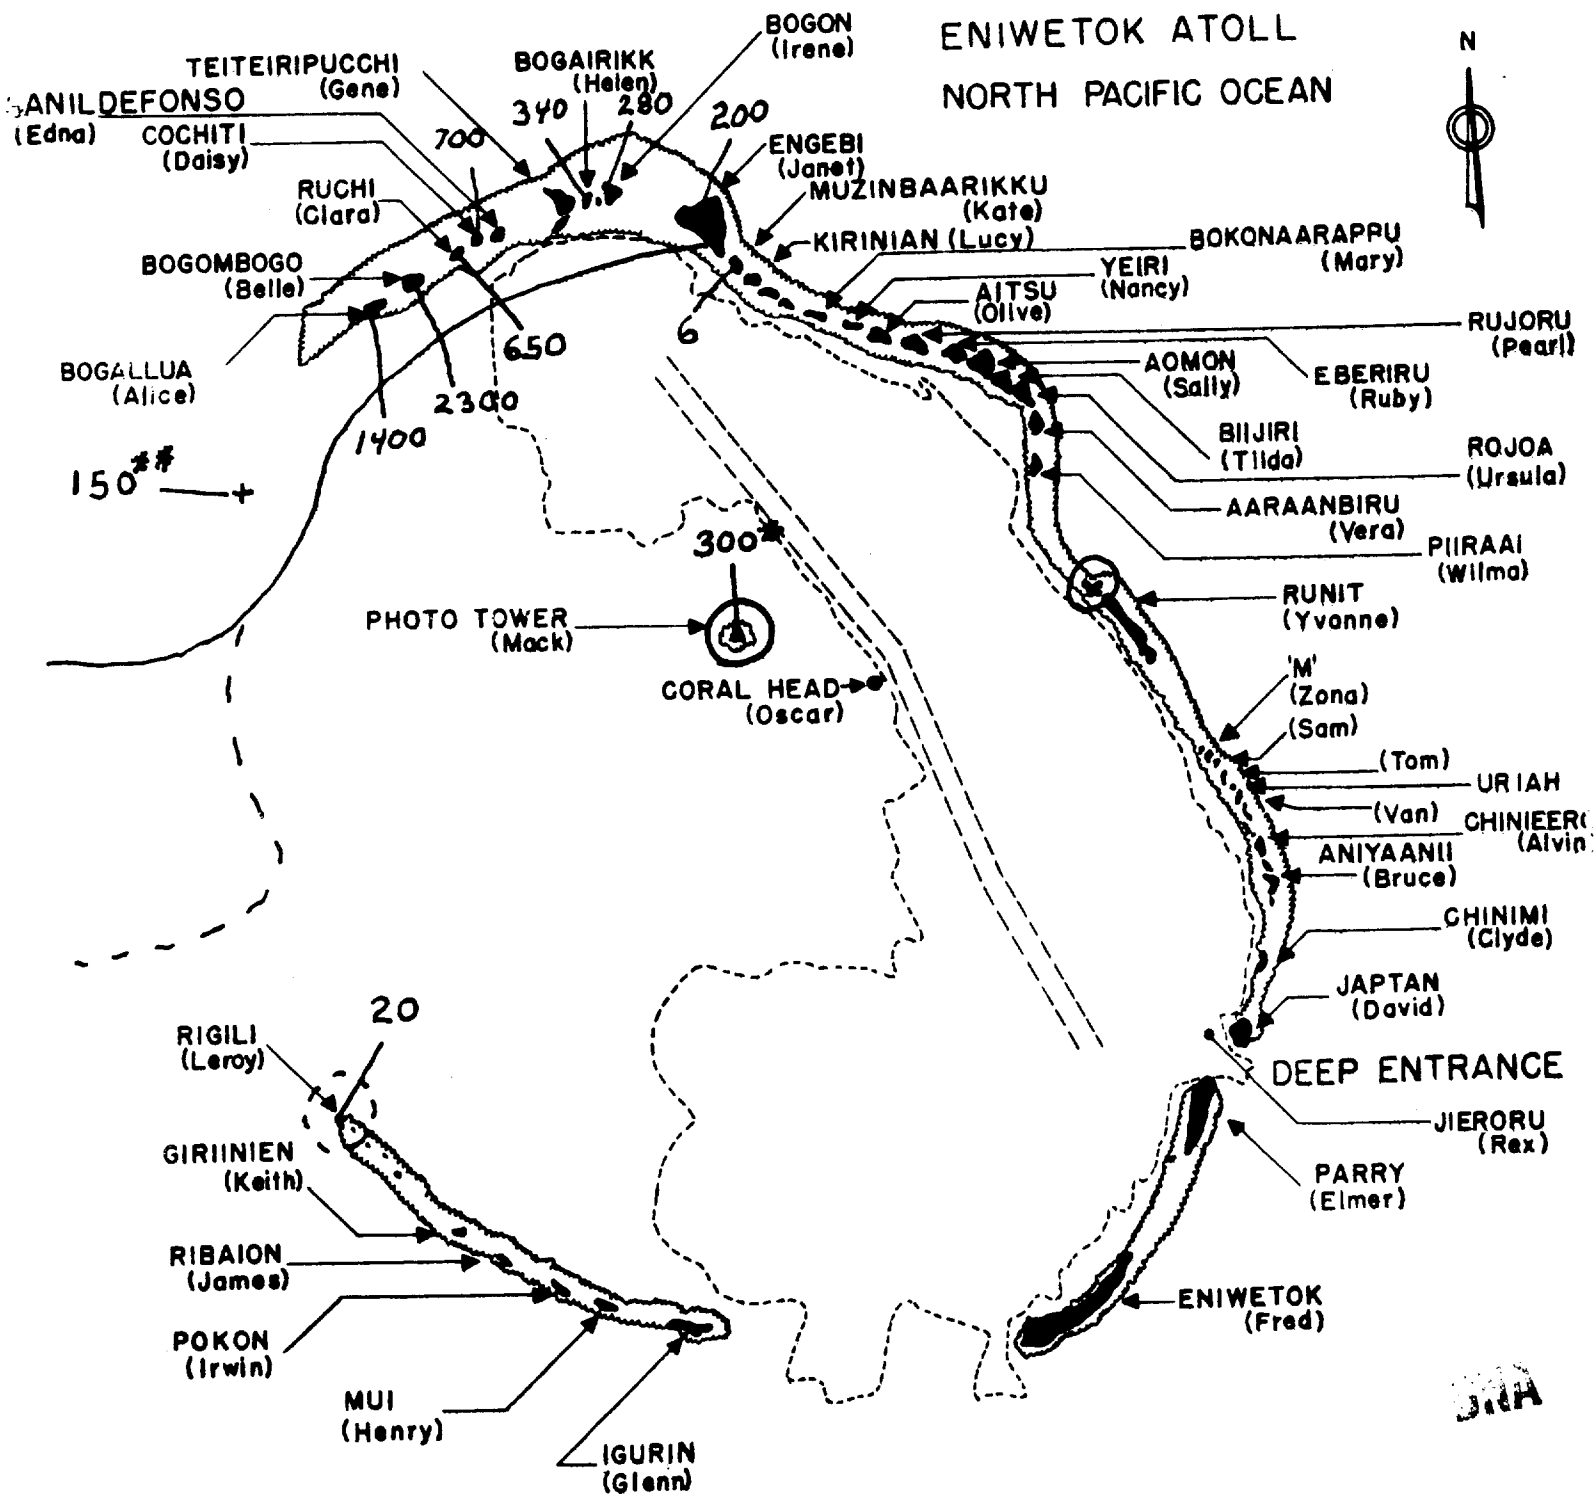 ENIWETOK ATOLL
NORTH PACIFIC OCEAN
N
BOGON
(Irene)
BOGAIRIKK
(Helen)
TEITEIRIPUCCHI
(Gene)
ANILDEFONSO
(Edna)
COCHITI
(Daisy)
RUCHI
(Clara)
BOGOMBOGO
(Belle)
BOGALLUA
(Alice)
700
340
280
200
650
2300
1400
6
150**
300*
ENGEBI
(Janet)
MUZINBAARIKKU
(Kate)
KIRINIAN (Lucy)
BOKONAARAPPU
(Mary)
YEIRI
(Nancy)
AITSU
(Olive)
RUJORU
(Pearl)
EBERIRU
(Ruby)
AOMON
(Sally)
BIIJIRI
(Tilda)
ROJOA
(Ursula)
AARAANBIRU
(Vera)
PIIRAAI
(Wilma)
RUNIT
(Yvonne)
PHOTO TOWER
(Mack)
CORAL HEAD
(Oscar)
'M'
(Zona)
(Sam)
(Tom)
URIAH
(Van)
CHINIEERO
(Alvin)
ANIYAANII
(Bruce)
CHINIMI
(Clyde)
JAPTAN
(David)
DEEP ENTRANCE
JIERORU
(Rex)
PARRY
(Elmer)
ENIWETOK
(Fred)
20
RIGILI
(Leroy)
GIRIINIEN
(Keith)
RIBAION
(James)
POKON
(Irwin)
MUI
(Henry)
IGURIN
(Glenn)
DNA